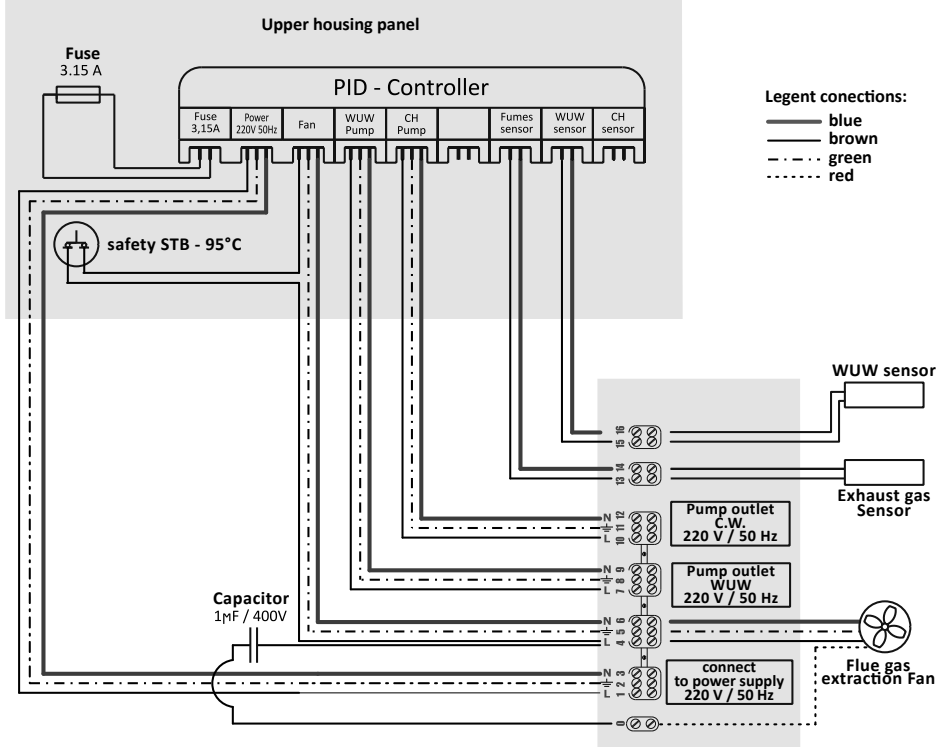 Upper housing panel
Fuse
3.15 A
PID - Controller
Fuse
3,15A
Power
220V 50Hz
Fan
WUW
Pump
CH
Pump
Fumes
sensor
WUW
sensor
CH
sensor
Legent conections:
blue
brown
green
red
safety STB - 95°C
WUW sensor
16
15
14
13
Exhaust gas
Sensor
N 12
11
L 10
Pump outlet
C.W.
220 V / 50 Hz
N 9
8
L 7
Pump outlet
WUW
220 V / 50 Hz
Capacitor
1MF / 400V
N 6
5
L 4
Flue gas
extraction Fan
N 3
2
L 1
connect
to power supply
220 V / 50 Hz
0